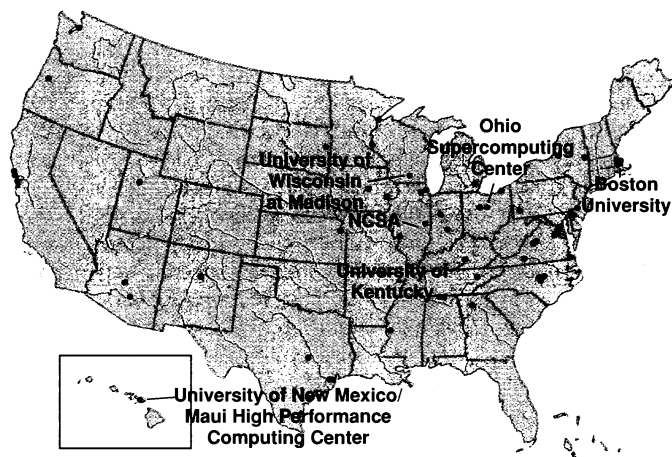 Ohio
Supercomputing
Center
University of
Wisconsin
at Madison
Boston
University
NCSA
University of
Kentucky
University of New Mexico/
Maui High Performance
Computing Center